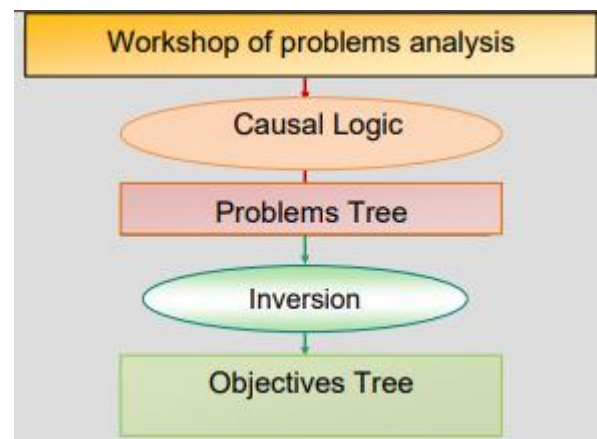 Workshop of problems analysis
Causal Logic
Problems Tree
Inversion
Objectives Tree